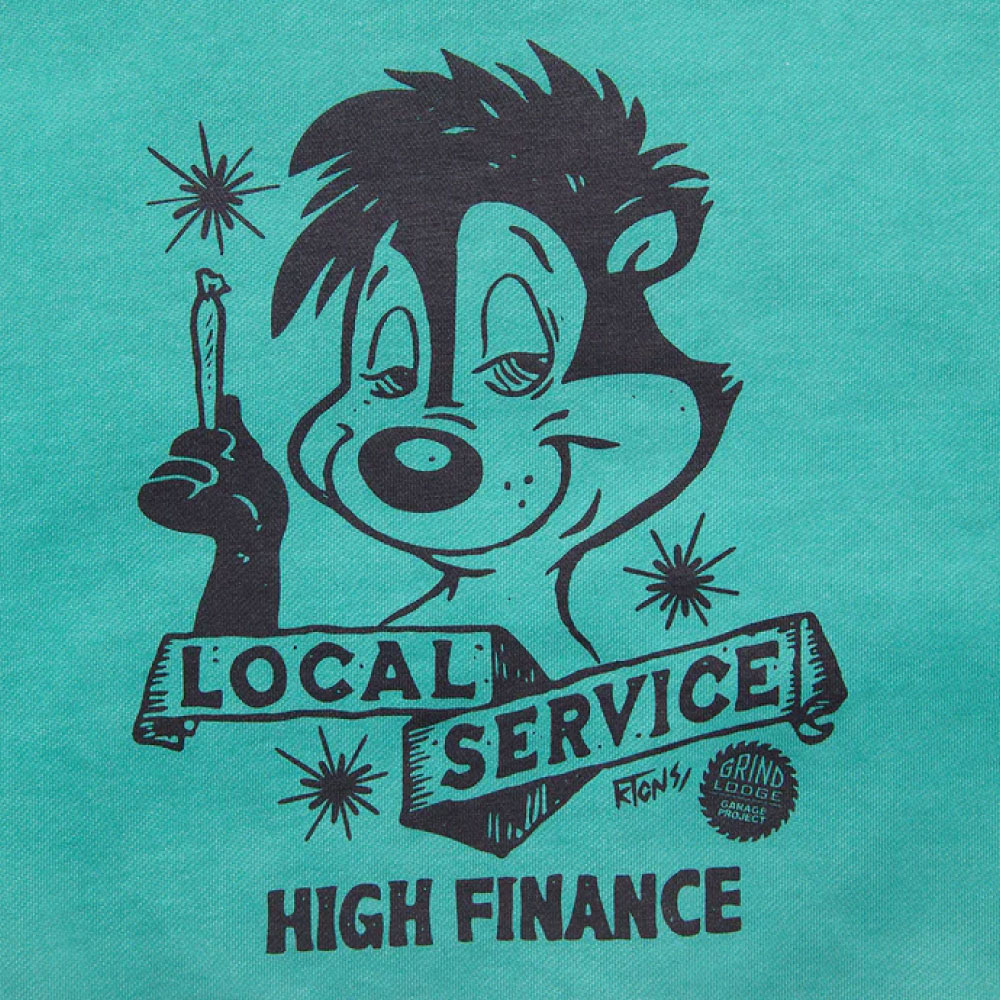 LOCAL
SERVICE
GRIND
LODGE
GARAGE
PROJECT
HIGH FINANCE